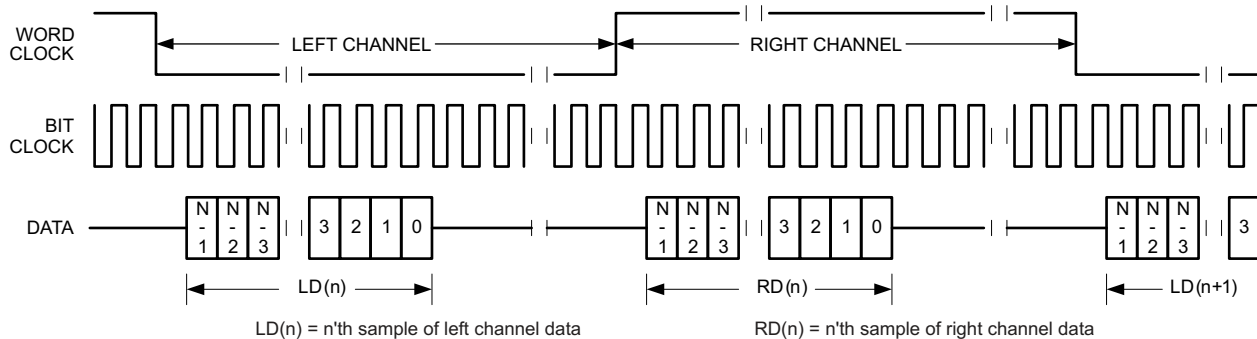 WORD
CLOCK
LEFT CHANNEL
RIGHT CHANNEL
BIT
CLOCK
DATA
N
-
1
N
-
2
N
-
3
3
2
1
0
N
-
1
N
-
2
N
-
3
3
2
1
0
N
-
1
N
-
2
N
-
3
3
LD(n)
RD(n)
LD(n+1)
LD(n) = n'th sample of left channel data
RD(n) = n'th sample of right channel data